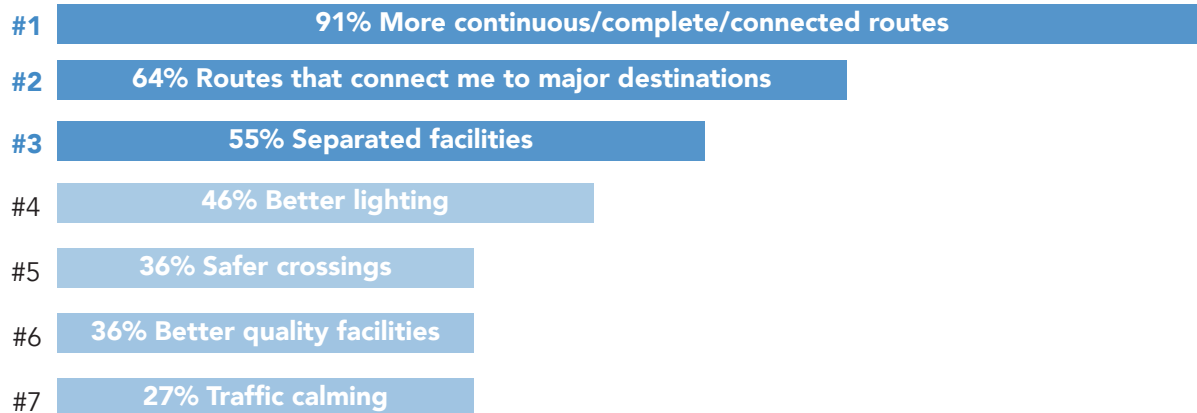 #1 91% More continuous/complete/connected routes
#2 64% Routes that connect me to major destinations
#3 55% Separated facilities
#4 46% Better lighting
#5 36% Safer crossings
#6 36% Better quality facilities
#7 27% Traffic calming